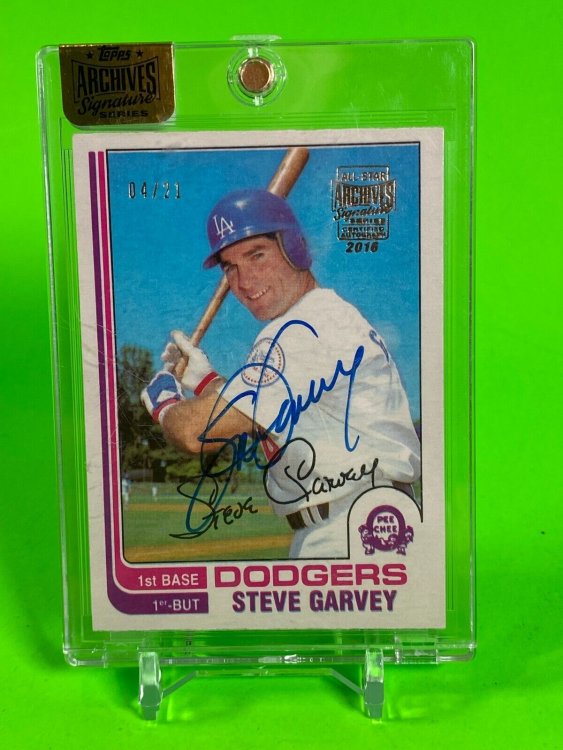 Topps
ARCHIVES
Signature
SERIES
04/21
ALL-STAR
ARCHIVES
Signature
SERIES
CERTIFIED
AUTOGRAPH
2016
LA
S Garvey
Steve Garvey
O
PEE
CHEE
1st BASE
DODGERS
1er-BUT
STEVE GARVEY